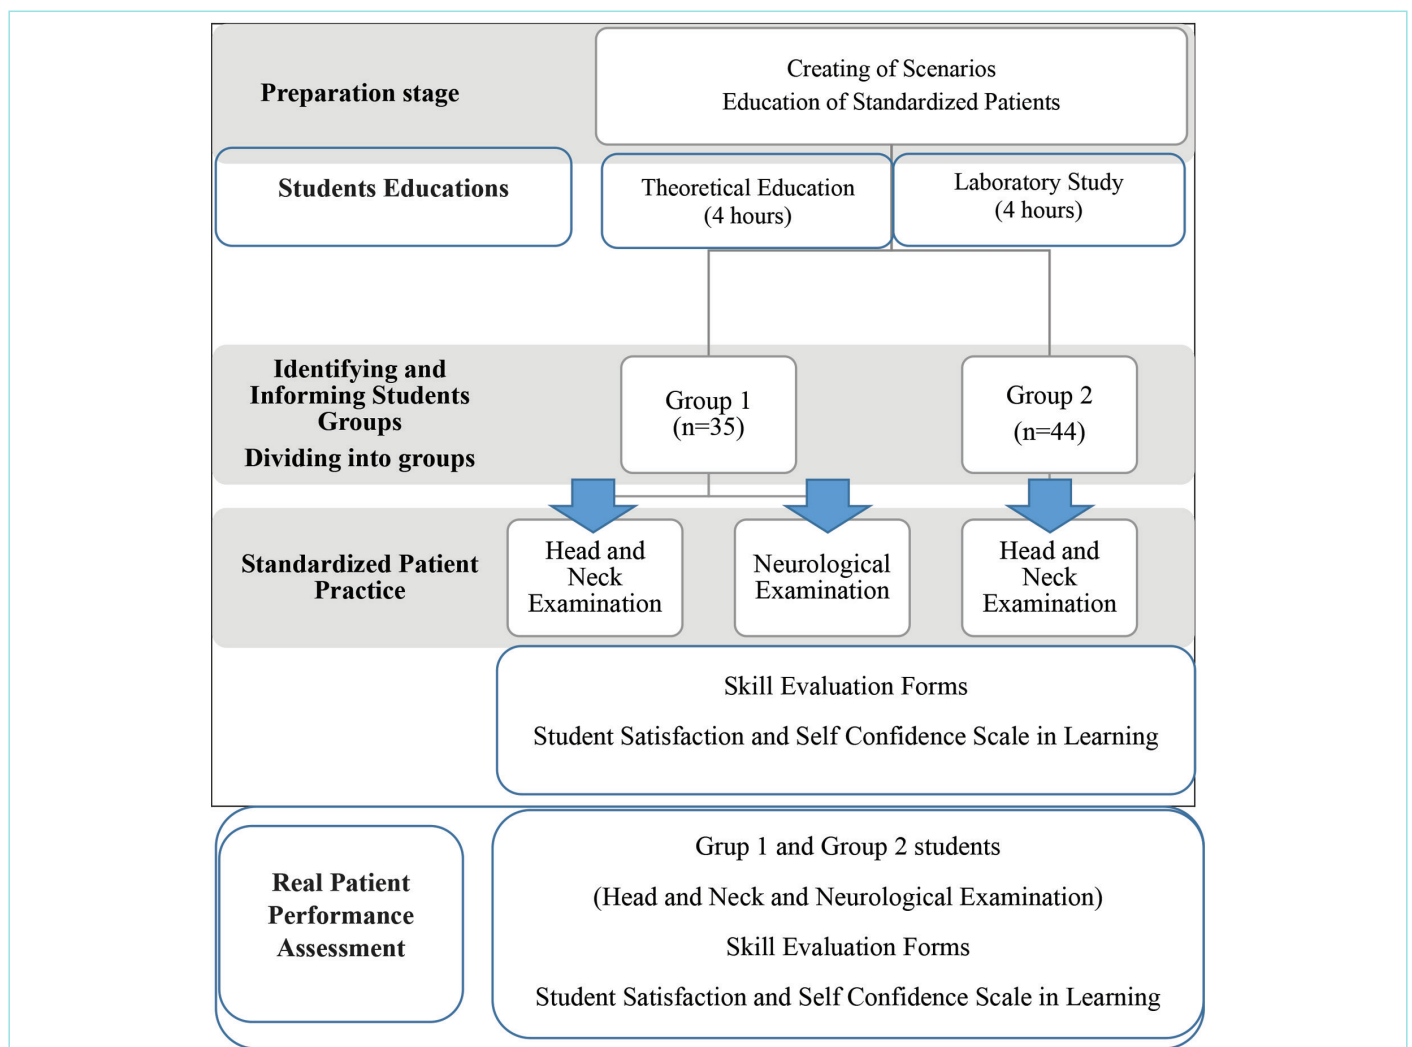 Preparation stage
Creating of Scenarios
Education of Standardized Patients
Students Educations
Theoretical Education
(4 hours)
Laboratory Study
(4 hours)
Identifying and
Informing Students
Groups
Dividing into groups
Group 1
(n=35)
Group 2
(n=44)
Standardized Patient
Practice
Head and
Neck
Examination
Neurological
Examination
Head and
Neck
Examination
Skill Evaluation Forms
Student Satisfaction and Self Confidence Scale in Learning
Real Patient
Performance
Assessment
Grup 1 and Group 2 students
(Head and Neck and Neurological Examination)
Skill Evaluation Forms
Student Satisfaction and Self Confidence Scale in Learning